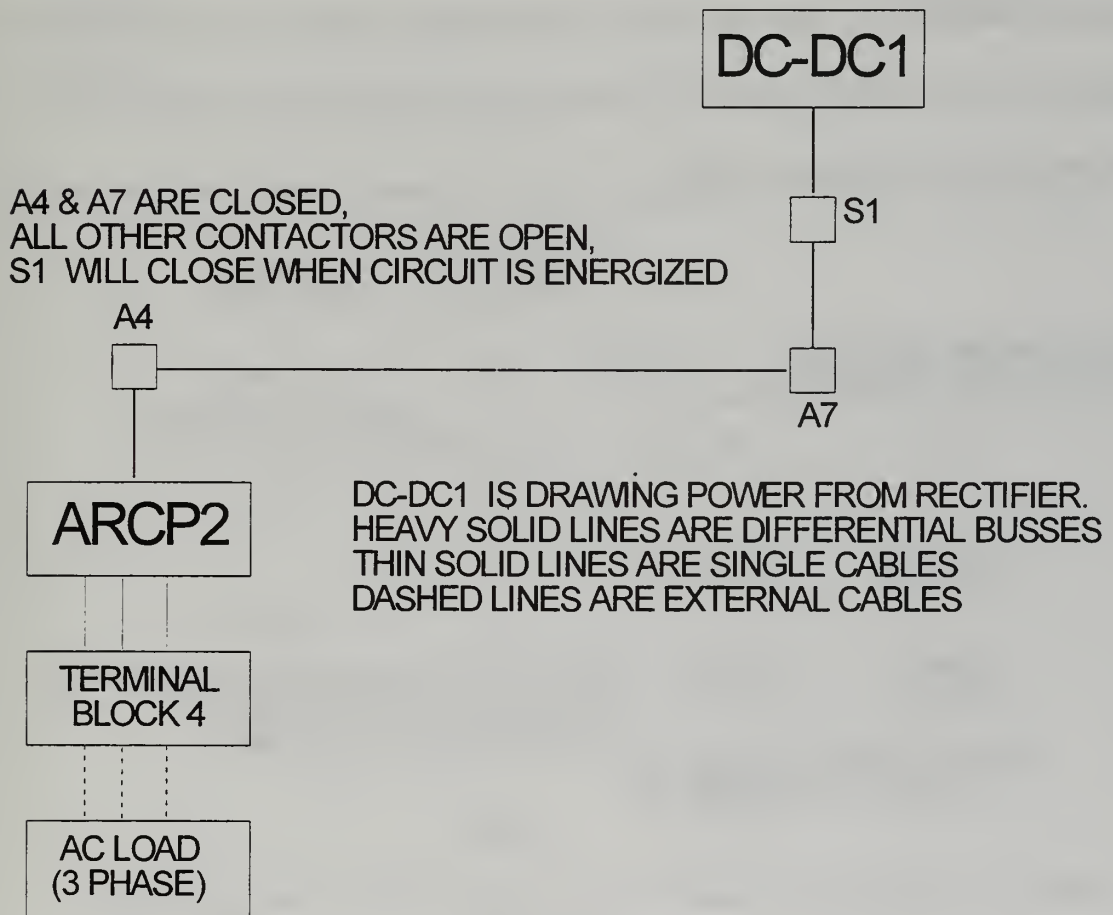 DC-DC1
S1
A4 & A7 ARE CLOSED,
ALL OTHER CONTACTORS ARE OPEN,
S1 WILL CLOSE WHEN CIRCUIT IS ENERGIZED
A4
A7
ARCP2
DC-DC1 IS DRAWING POWER FROM RECTIFIER.
HEAVY SOLID LINES ARE DIFFERENTIAL BUSSES
THIN SOLID LINES ARE SINGLE CABLES
DASHED LINES ARE EXTERNAL CABLES
TERMINAL
BLOCK 4
AC LOAD
(3 PHASE)